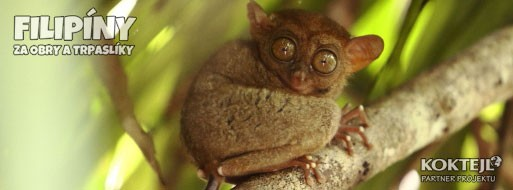 FILIPÍNY
ZA OBRY A TRPASLÍKY
KOKTEJL
PARTNER PROJEKTU